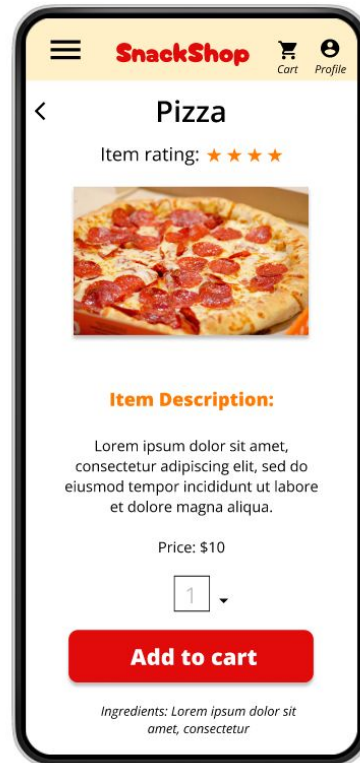 SnackShop
Cart
Profile
Pizza
Item rating:
Item Description:
Lorem ipsum dolor sit amet,
consectetur adipiscing elit, sed do
eiusmod tempor incididunt ut labore
et dolore magna aliqua.
Price: $10
1
Add to cart
Ingredients: Lorem ipsum dolor sit
amet, consectetur